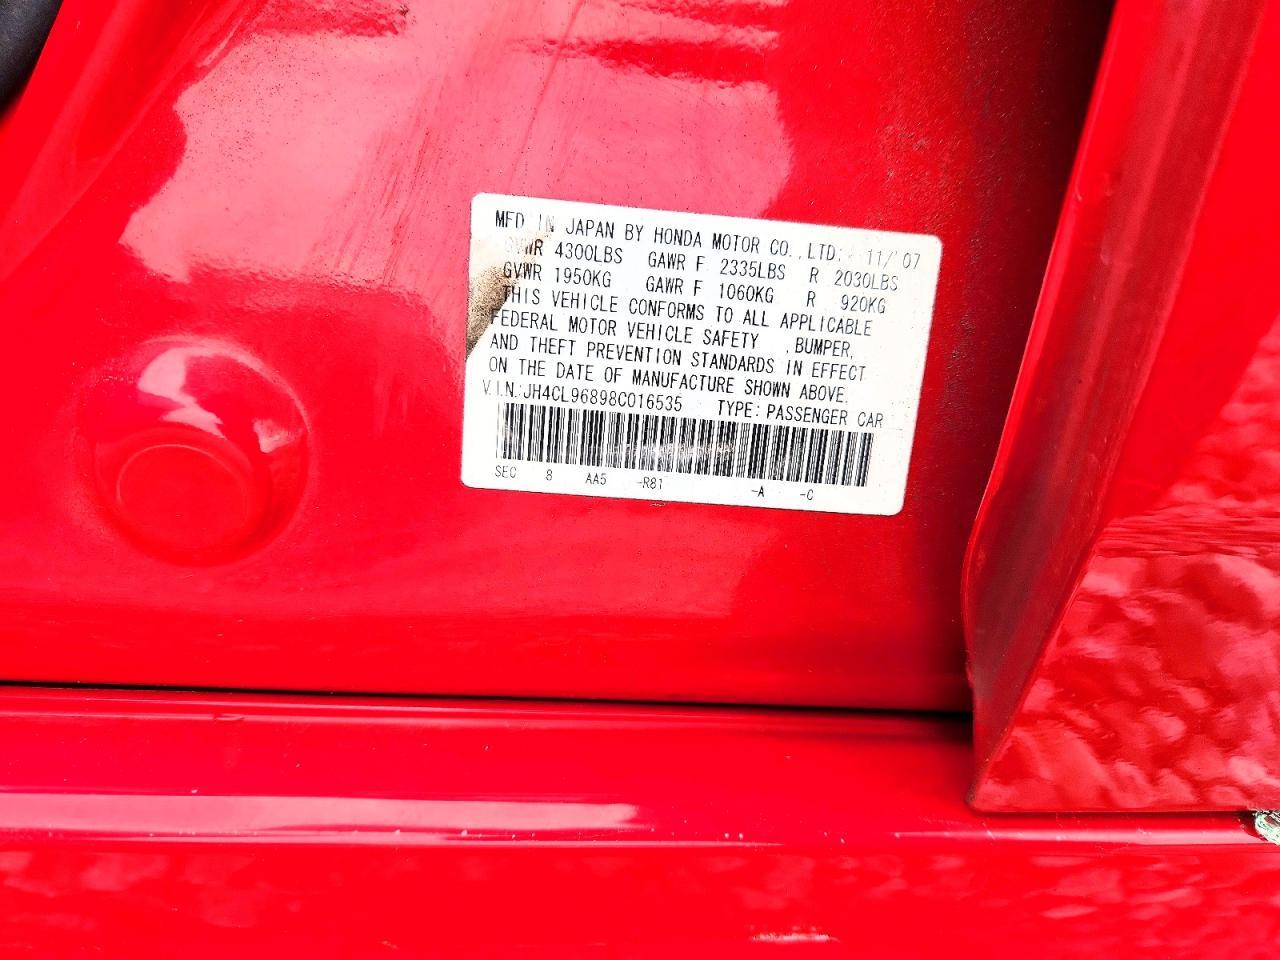 MFD IN JAPAN BY HONDA MOTOR CO.,LTD: 11/'07
GVWR 4300LBS GAWR F 2335LBS R 2030LBS
GVWR 1950KG GAWR F 1060KG R 920KG
THIS VEHICLE CONFORMS TO ALL APPLICABLE
FEDERAL MOTOR VEHICLE SAFETY ,BUMPER,
AND THEFT PREVENTION STANDARDS IN EFFECT
ON THE DATE OF MANUFACTURE SHOWN ABOVE.
V.I.N.:JH4CL96898C016535 TYPE: PASSENGER CAR
SEC 8 AA5 -R81 -A -C